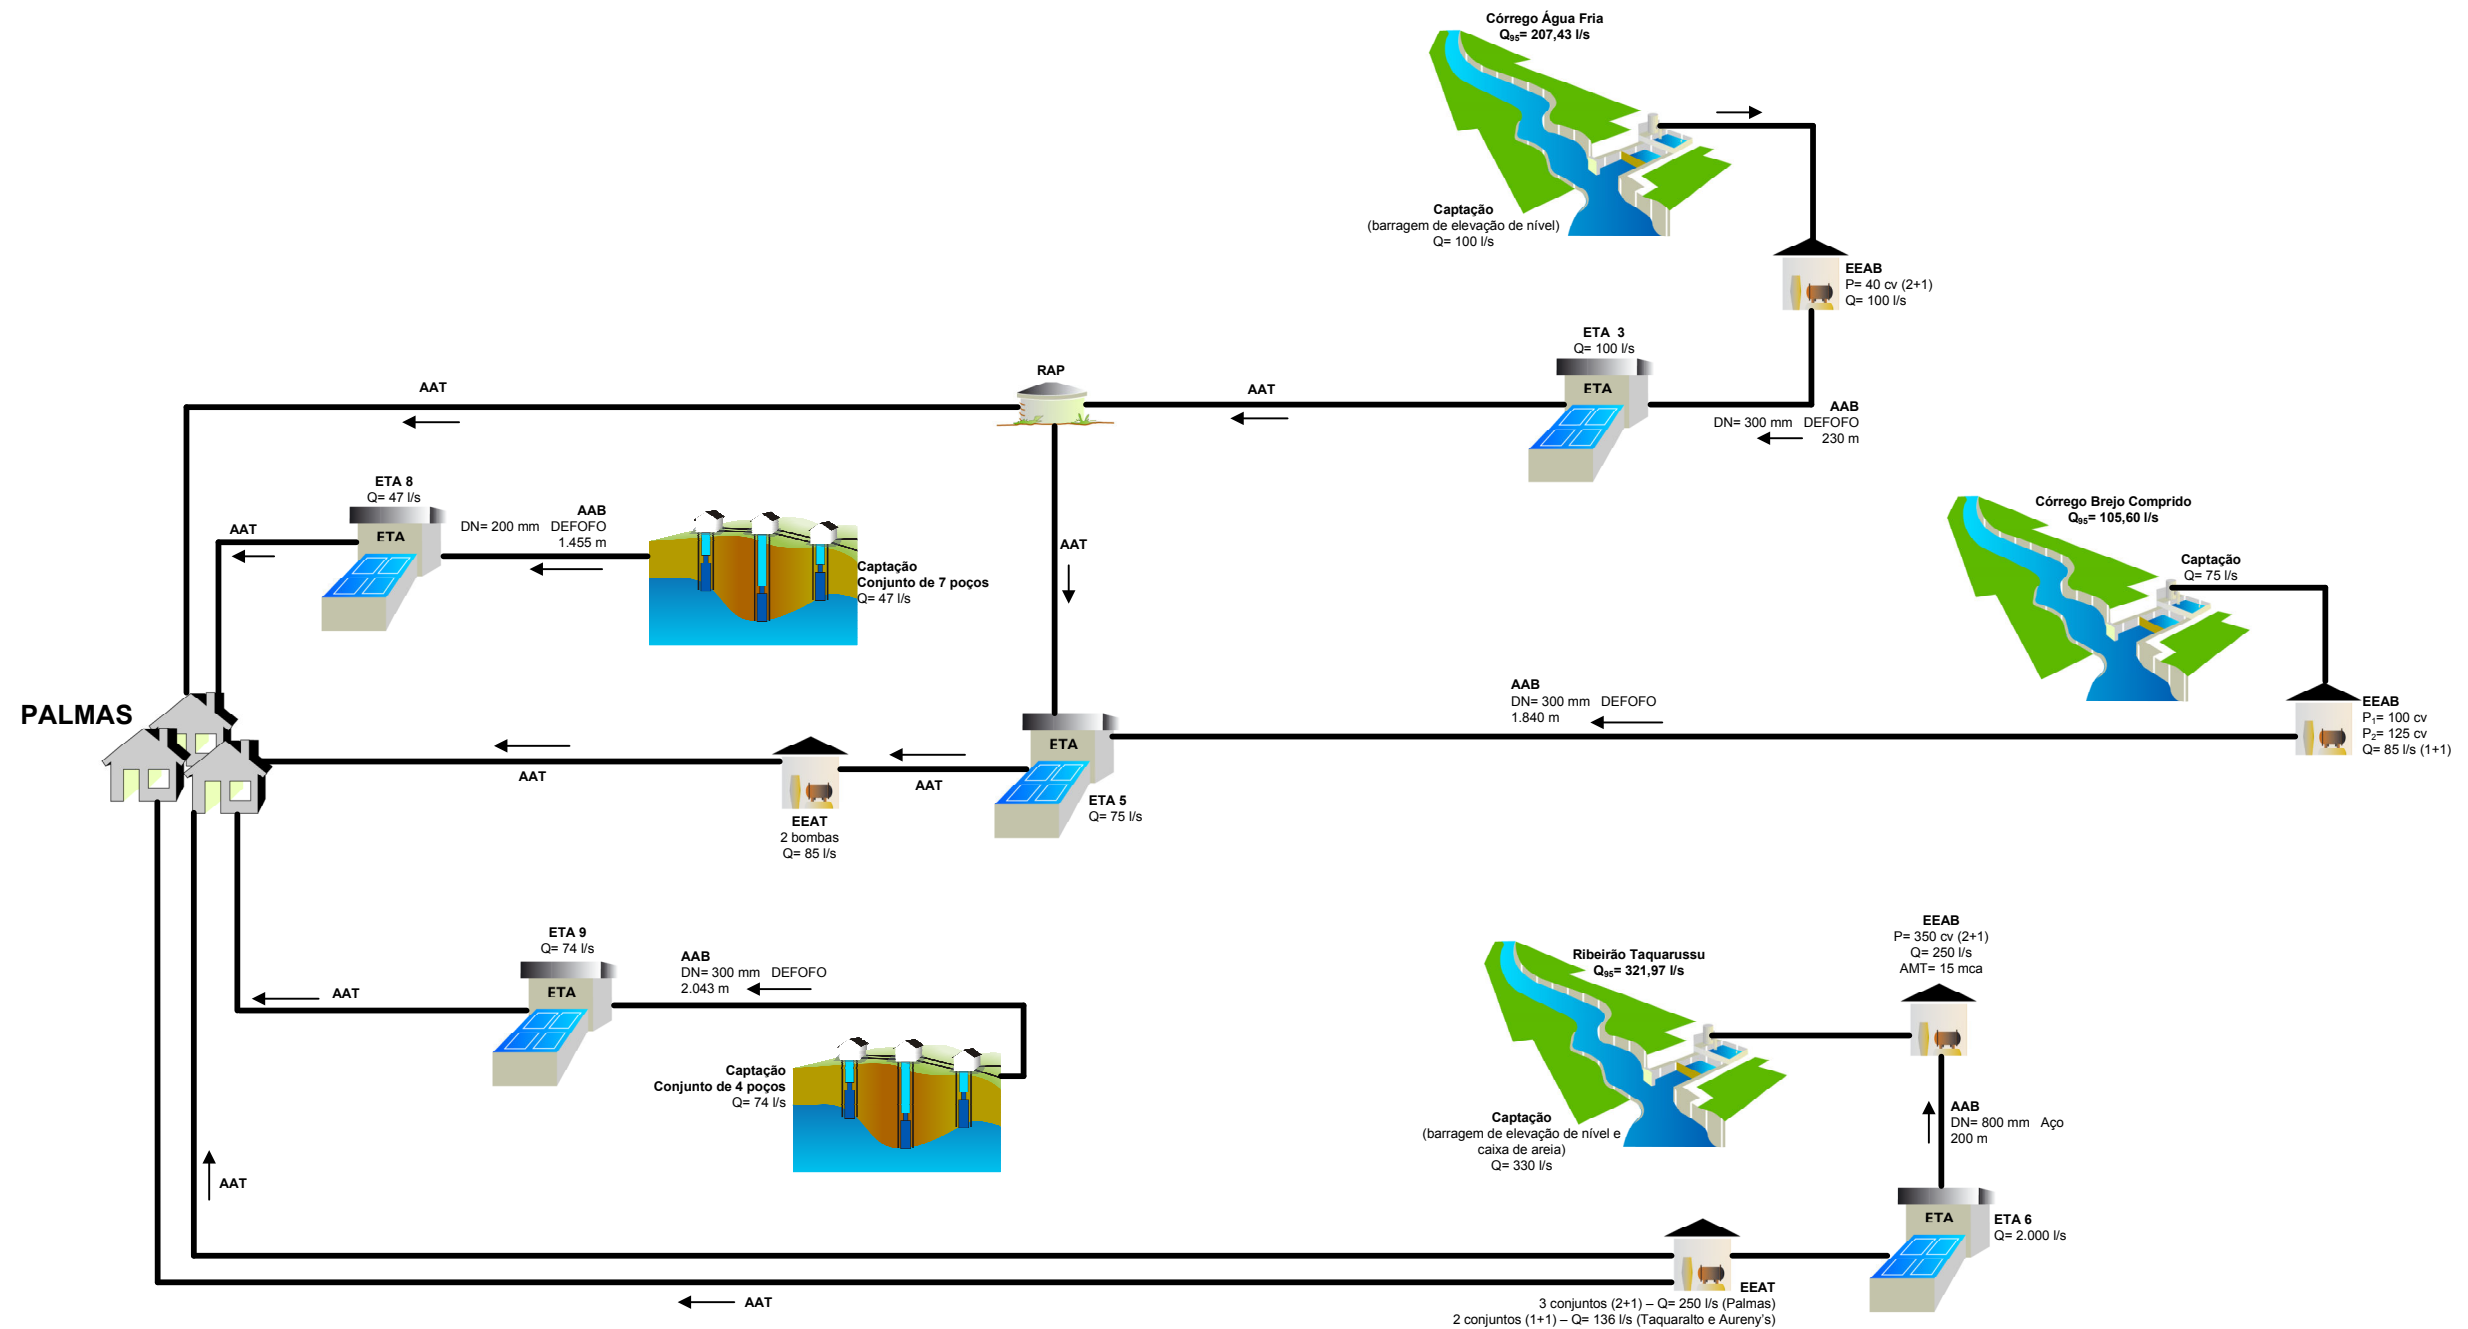 Córrego Água Fria
Q95= 207,43 l/s
Captação
(barragem de elevação de nível)
Q= 100 l/s
EEAB
P= 40 cv (2+1)
Q= 100 l/s
ETA 3
Q= 100 l/s
ETA
AAB
DN= 300 mm DEFOFO
230 m
AAT
RAP
AAT
ETA 8
Q= 47 l/s
ETA
AAT
AAB
DN= 200 mm DEFOFO
1.455 m
Captação
Conjunto de 7 poços
Q= 47 l/s
AAT
Córrego Brejo Comprido
Q95= 105,60 l/s
Captação
Q= 75 l/s
EEAB
P1= 100 cv
P2= 125 cv
Q= 85 l/s (1+1)
AAB
DN= 300 mm DEFOFO
1.840 m
PALMAS
ETA
ETA 5
Q= 75 l/s
AAT
AAT
EEAT
2 bombas
Q= 85 l/s
ETA 9
Q= 74 l/s
ETA
AAT
AAB
DN= 300 mm DEFOFO
2.043 m
Captação
Conjunto de 4 poços
Q= 74 l/s
Ribeirão Taquarussu
Q95= 321,97 l/s
Captação
(barragem de elevação de nível e
caixa de areia)
Q= 330 l/s
EEAB
P= 350 cv (2+1)
Q= 250 l/s
AMT= 15 mca
AAB
DN= 800 mm Aço
200 m
ETA
ETA 6
Q= 2.000 l/s
AAT
AAT
EEAT
3 conjuntos (2+1) – Q= 250 l/s (Palmas)
2 conjuntos (1+1) – Q= 136 l/s (Taquaralto e Aureny's)